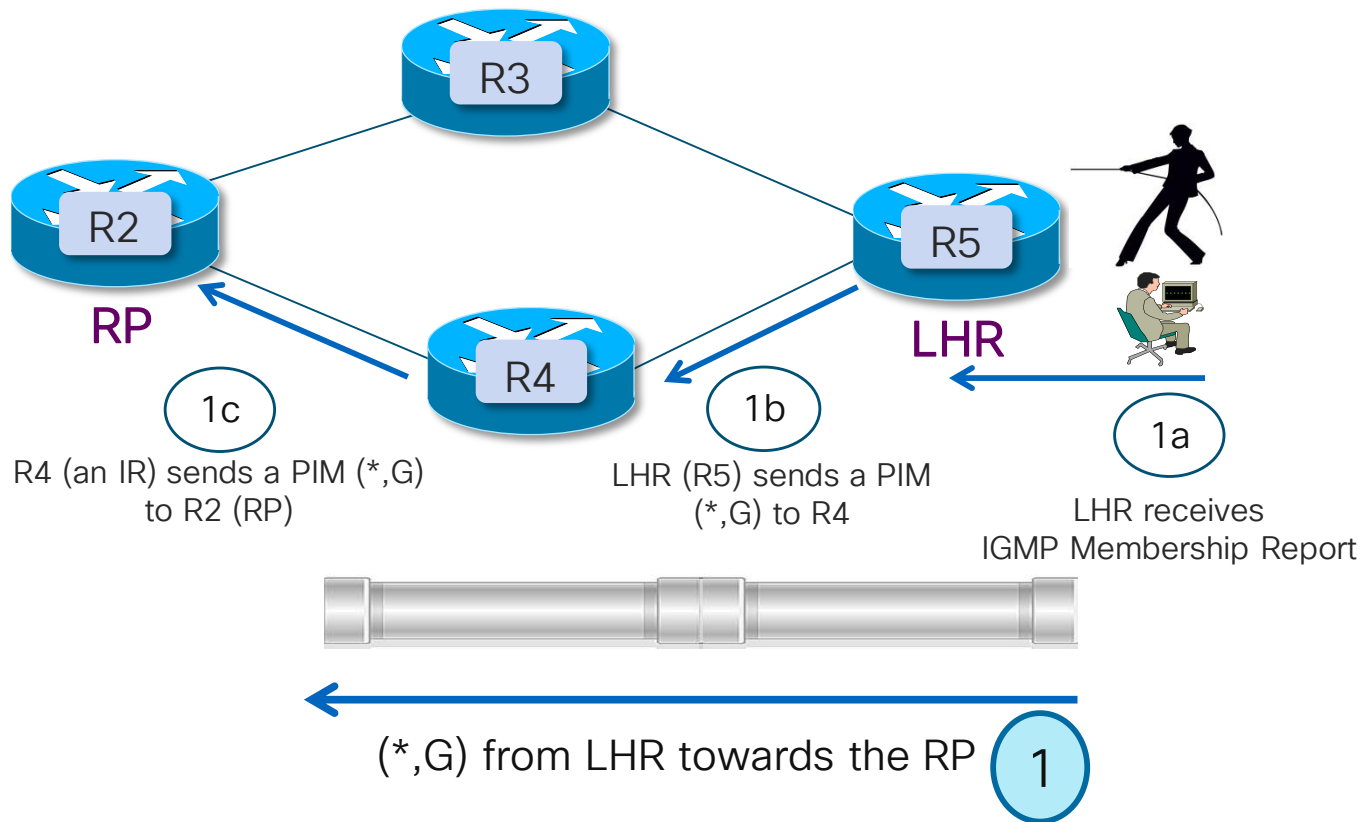 R3
R2
R5
RP
LHR
R4
1c
1b
1a
R4 (an IR) sends a PIM (*,G)
to R2 (RP)
LHR (R5) sends a PIM
(*,G) to R4
LHR receives
IGMP Membership Report
(*,G) from LHR towards the RP
1